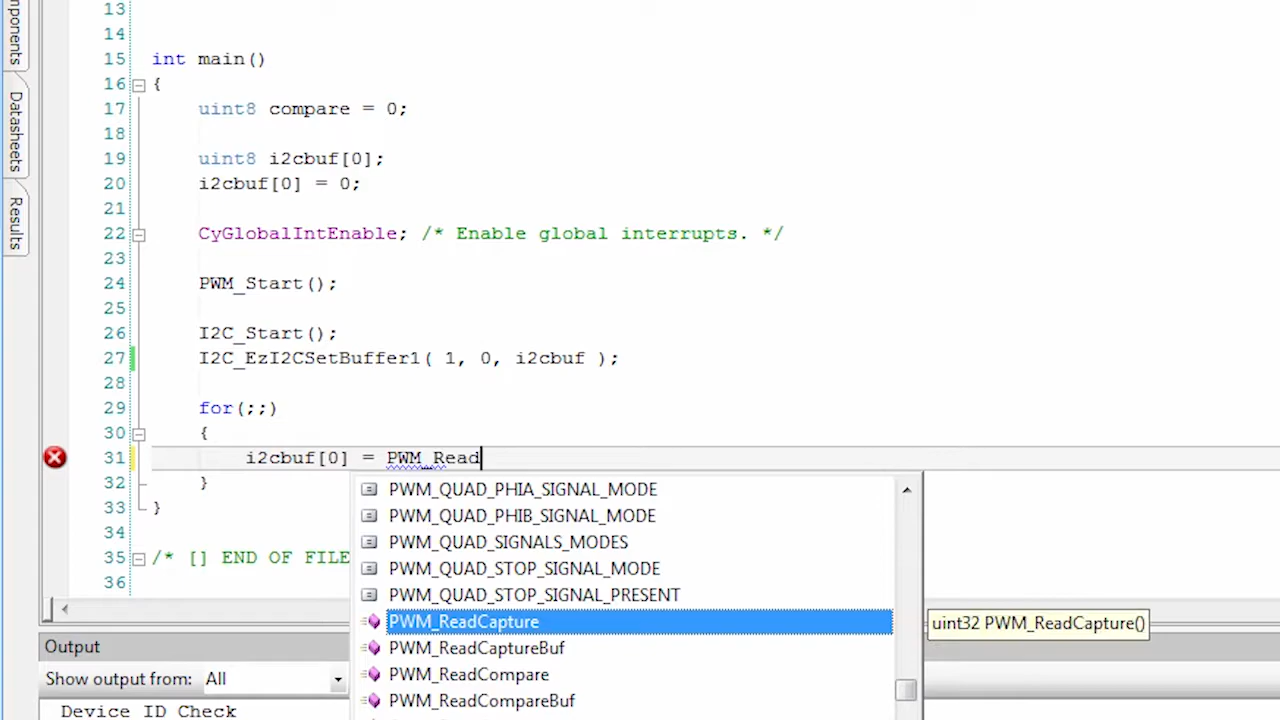 ponents
Datasheets
Results
13
14
15 int main()
16 {
17 uint8 compare = 0;
18
19 uint8 i2cbuf[0];
20 i2cbuf[0] = 0;
21
22 CyGlobalIntEnable; /* Enable global interrupts. */
23
24 PWM_Start();
25
26 I2C_Start();
27 I2C_EzI2CSetBuffer1( 1, 0, i2cbuf );
28
29 for(;;)
30 {
31 i2cbuf[0] = PWM_Read
32 }
33 }
34
35 /* [] END OF FILE
36
PWM_QUAD_PHIA_SIGNAL_MODE
PWM_QUAD_PHIB_SIGNAL_MODE
PWM_QUAD_SIGNALS_MODES
PWM_QUAD_STOP_SIGNAL_MODE
PWM_QUAD_STOP_SIGNAL_PRESENT
PWM_ReadCapture
PWM_ReadCaptureBuf
PWM_ReadCompare
PWM_ReadCompareBuf
uint32 PWM_ReadCapture()
Output
Show output from: All
Device ID Check